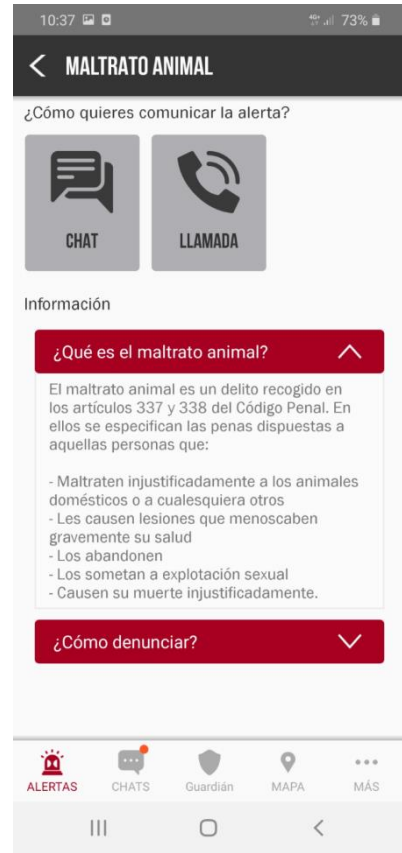 10:37 73%
MALTRATO ANIMAL
¿Cómo quieres comunicar la alerta?
CHAT LLAMADA
Información
¿Qué es el maltrato animal?
El maltrato animal es un delito recogido en
los artículos 337 y 338 del Código Penal. En
ellos se especifican las penas dispuestas a
aquellas personas que:
- Maltraten injustificadamente a los animales
domésticos o a cualesquiera otros
- Les causen lesiones que menoscaben
gravemente su salud
- Los abandonen
- Los sometan a explotación sexual
- Causen su muerte injustificadamente.
¿Cómo denunciar?
ALERTAS CHATS Guardián MAPA MÁS